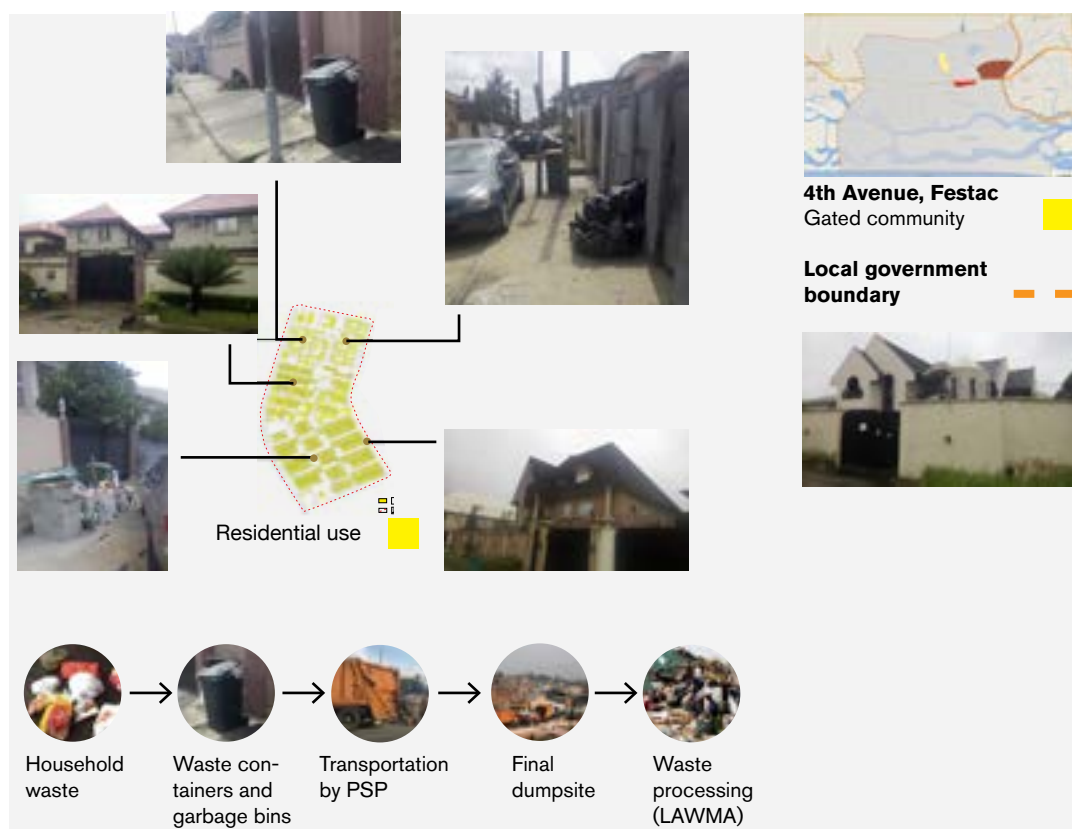 4th Avenue, Festac
Gated community
Local government
boundary
Residential use
Household
waste
Waste con-
tainers and
garbage bins
Transportation
by PSP
Final
dumpsite
Waste
processing
(LAWMA)